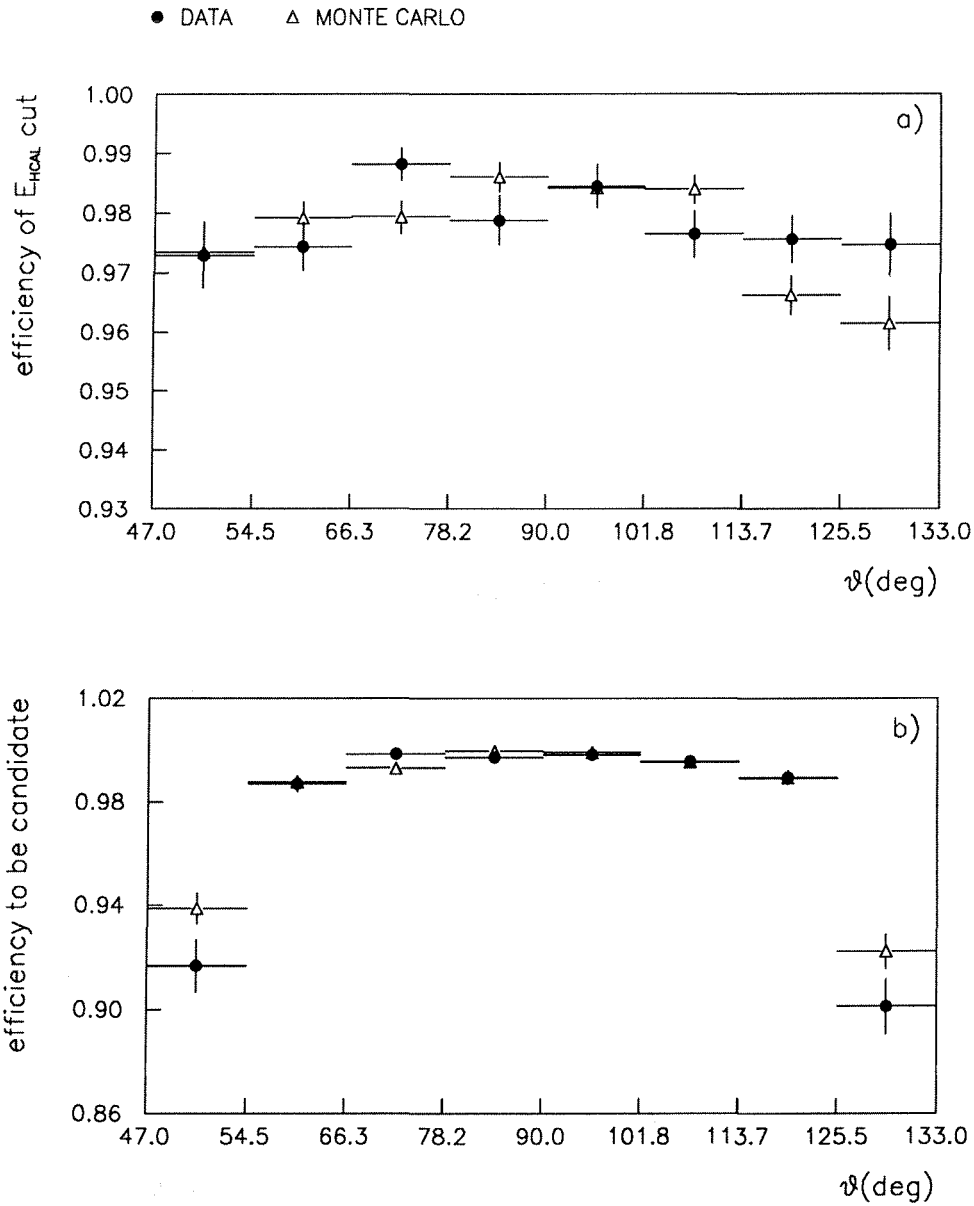 ● DATA △ MONTE CARLO
efficiency of E_HCAL cut
a)
1.00
0.99
0.98
0.97
0.96
0.95
0.94
0.93
47.0 54.5 66.3 78.2 90.0 101.8 113.7 125.5 133.0
ϑ(deg)
efficiency to be candidate
b)
1.02
0.98
0.94
0.90
0.86
47.0 54.5 66.3 78.2 90.0 101.8 113.7 125.5 133.0
ϑ(deg)